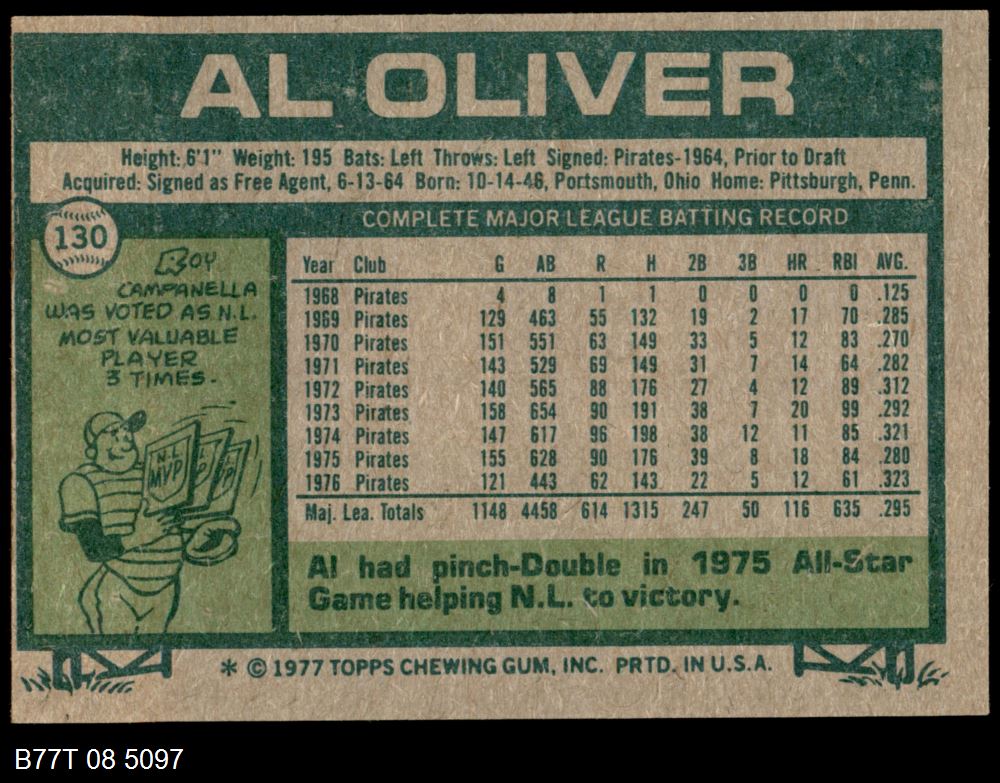 AL OLIVER
Height: 6'1" Weight: 195 Bats: Left Throws: Left Signed: Pirates-1964, Prior to Draft
Acquired: Signed as Free Agent, 6-13-64 Born: 10-14-46, Portsmouth, Ohio Home: Pittsburgh, Penn.
130
COMPLETE MAJOR LEAGUE BATTING RECORD
ROY
CAMPANELLA
WAS VOTED AS N.L.
MOST VALUABLE
PLAYER
3 TIMES.
N.L. MVP
L P
VP
Year Club G AB R H 2B 3B HR RBI AVG.
1968 Pirates 4 8 1 1 0 0 0 0 .125
1969 Pirates 129 463 55 132 19 2 17 70 .285
1970 Pirates 151 551 63 149 33 5 12 83 .270
1971 Pirates 143 529 69 149 31 7 14 64 .282
1972 Pirates 140 565 88 176 27 4 12 89 .312
1973 Pirates 158 654 90 191 38 7 20 99 .292
1974 Pirates 147 617 96 198 38 12 11 85 .321
1975 Pirates 155 628 90 176 39 8 18 84 .280
1976 Pirates 121 443 62 143 22 5 12 61 .323
Maj. Lea. Totals 1148 4458 614 1315 247 50 116 635 .295
Al had pinch-Double in 1975 All-Star
Game helping N.L. to victory.
* © 1977 TOPPS CHEWING GUM, INC. PRTD. IN U.S.A.
B77T 08 5097